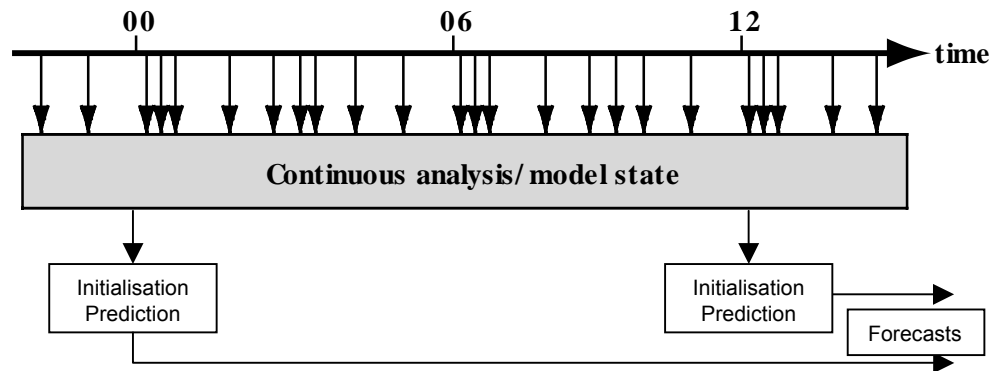 00 06 12
time
Continuous analysis/ model state
Initialisation
Prediction
Initialisation
Prediction
Forecasts